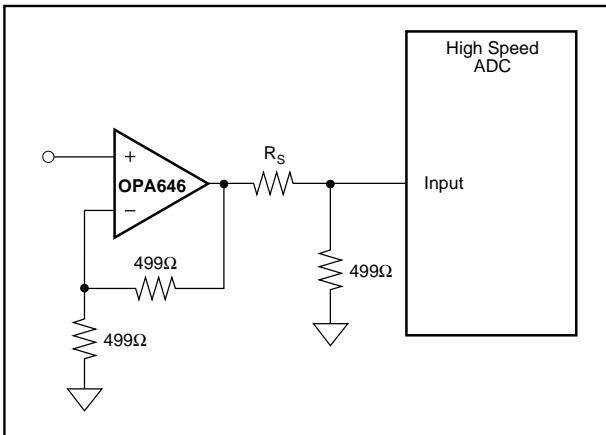 High Speed
ADC
+
OPA646
−
R_S
Input
499Ω
499Ω
499Ω